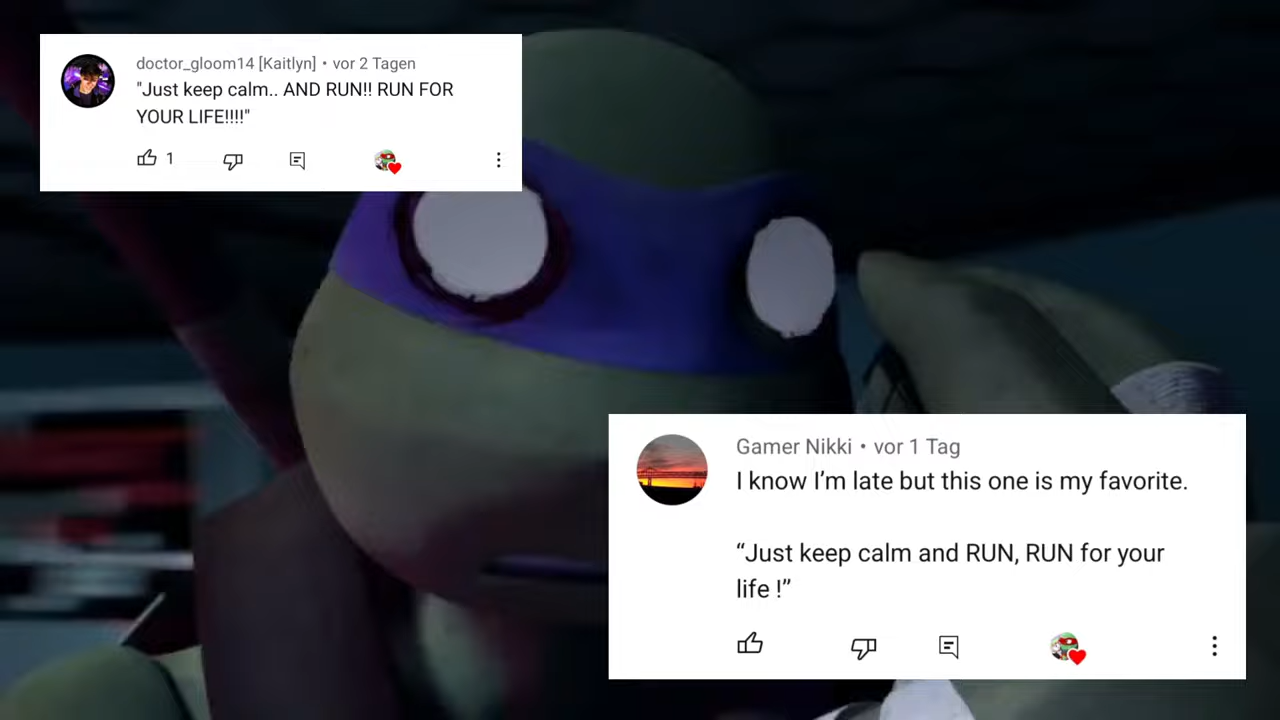 doctor_gloom14 [Kaitlyn] • vor 2 Tagen
"Just keep calm.. AND RUN!! RUN FOR
YOUR LIFE!!!!"
1
Gamer Nikki • vor 1 Tag
I know I’m late but this one is my favorite.
“Just keep calm and RUN, RUN for your
life !”